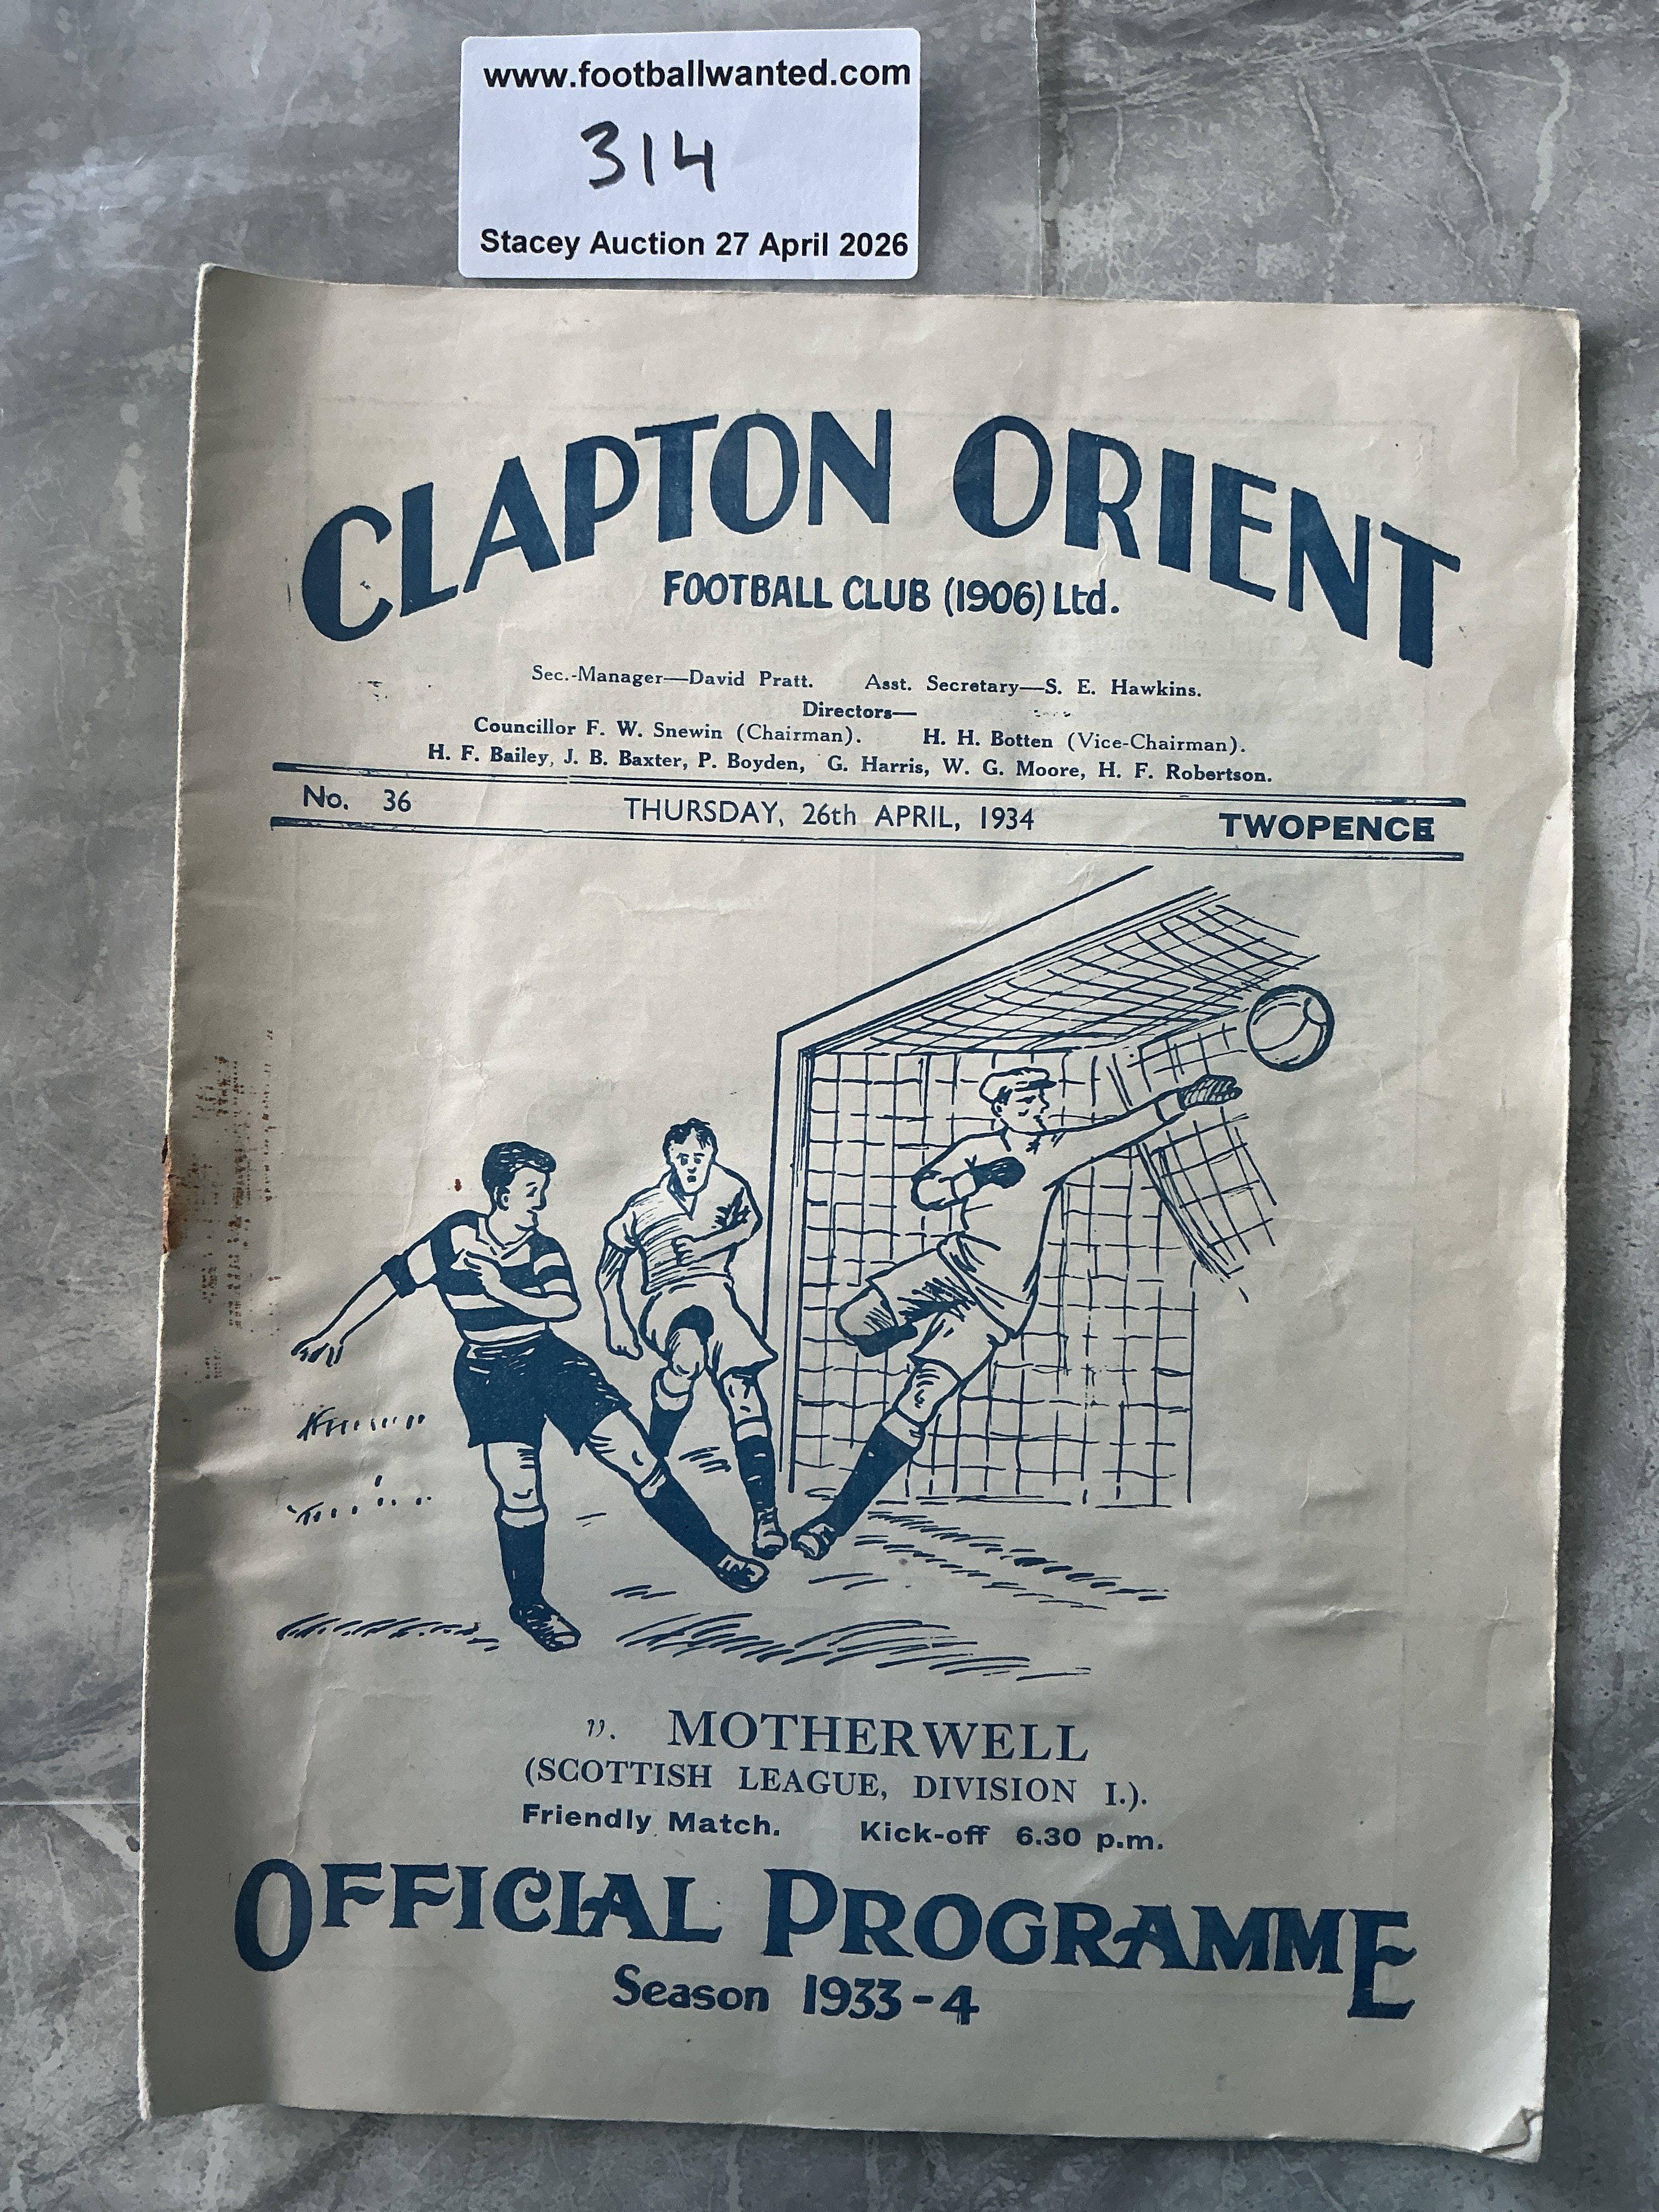 www.footballwanted.com
314
Stacey Auction 27 April 2026
CLAPTON ORIENT
FOOTBALL CLUB (1906) Ltd.
Sec.-Manager—David Pratt. Asst. Secretary—S. E. Hawkins.
Directors—
Councillor F. W. Snewin (Chairman). H. H. Botten (Vice-Chairman).
H. F. Bailey, J. B. Baxter, P. Boyden, G. Harris, W. G. Moore, H. F. Robertson.
No. 36 THURSDAY, 26th APRIL, 1934 TWOPENCE
v. MOTHERWELL
(SCOTTISH LEAGUE, DIVISION I.).
Friendly Match. Kick-off 6.30 p.m.
OFFICIAL PROGRAMME
Season 1933-4